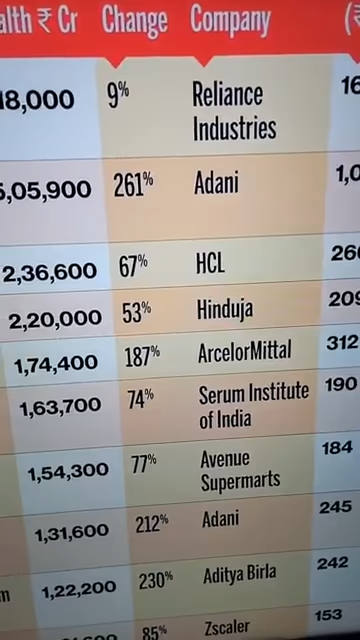 alth ₹ Cr Change Company (₹
18,000 9% Reliance 16
Industries
5,05,900 261% Adani 1,0
2,36,600 67% HCL 266
2,20,000 53% Hinduja 209
1,74,400 187% ArcelorMittal 312
1,63,700 74% Serum Institute 190
of India
1,54,300 77% Avenue 184
Supermarts
1,31,600 212% Adani 245
m 1,22,200 230% Aditya Birla 242
85% Zscaler 153